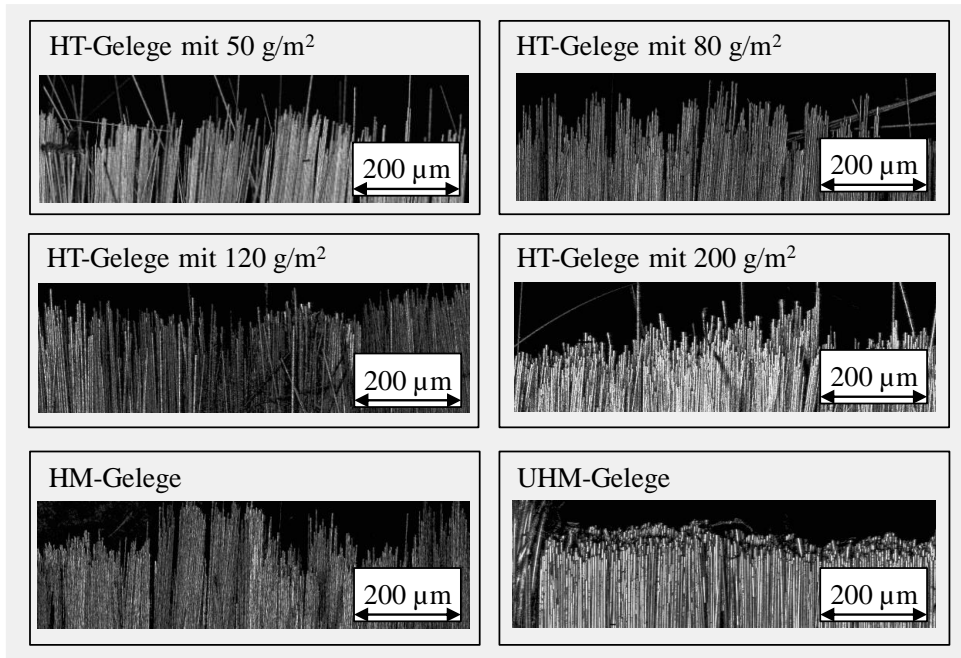 HT-Gelege mit 50 g/m²
200 µm
HT-Gelege mit 80 g/m²
200 µm
HT-Gelege mit 120 g/m²
200 µm
HT-Gelege mit 200 g/m²
200 µm
HM-Gelege
200 µm
UHM-Gelege
200 µm